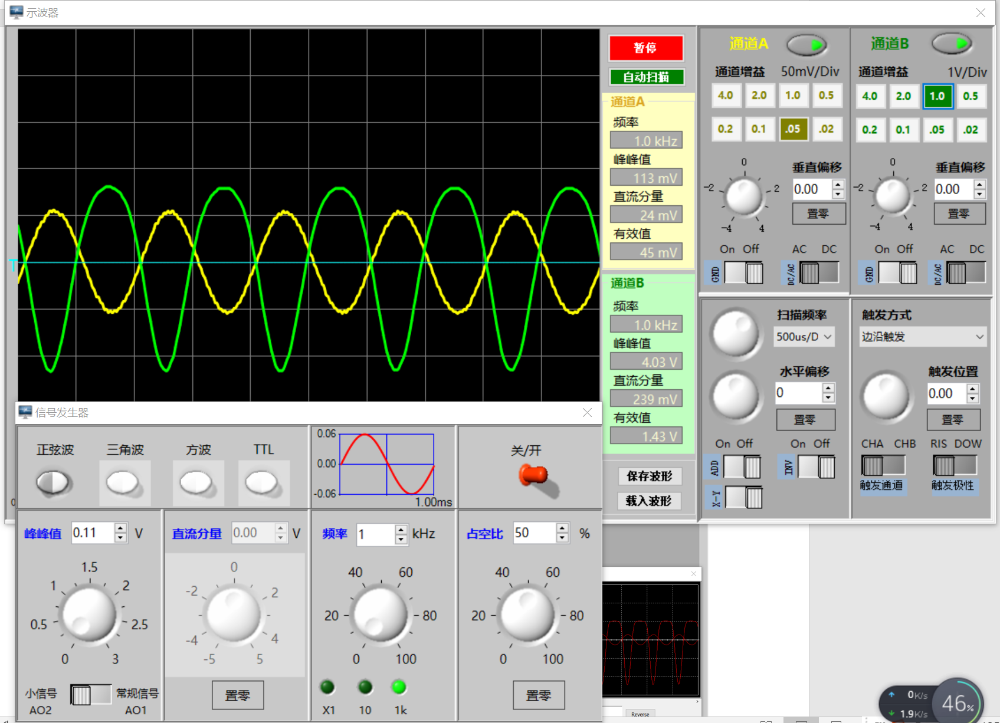 示波器
暂停
自动扫描
通道A
频率
1.0 kHz
峰峰值
113 mV
直流分量
24 mV
有效值
45 mV
通道B
频率
1.0 kHz
峰峰值
4.03 V
直流分量
239 mV
有效值
1.43 V
保存波形
载入波形
T
0
通道A
通道增益 50mV/Div
4.0 2.0 1.0 0.5
0.2 0.1 .05 .02
0
-2 2
-4 4
垂直偏移
0.00
置零
On Off AC DC
GND DC/AC
通道B
通道增益 1V/Div
4.0 2.0 1.0 0.5
0.2 0.1 .05 .02
0
-2 2
-4 4
垂直偏移
0.00
置零
On Off AC DC
GND DC/AC
扫描频率
500us/D
水平偏移
0
置零
On Off On Off
ADD INV
X-Y
触发方式
边沿触发
触发位置
0.00
置零
CHA CHB RIS DOW
触发通道 触发极性
信号发生器
正弦波 三角波 方波 TTL
0.06
0.00
-0.06
1.00ms
关/开
峰峰值 0.11 V
1.5
1 2
0.5 2.5
0 3
小信号 常规信号
AO2 AO1
直流分量 0.00 V
0
-2 2
-4 4
-5 5
置零
频率 1 kHz
40 60
20 80
0 100
X1 10 1k
占空比 50 %
40 60
20 80
0 100
置零
Reverse
0K/s
1.9K/s
46%